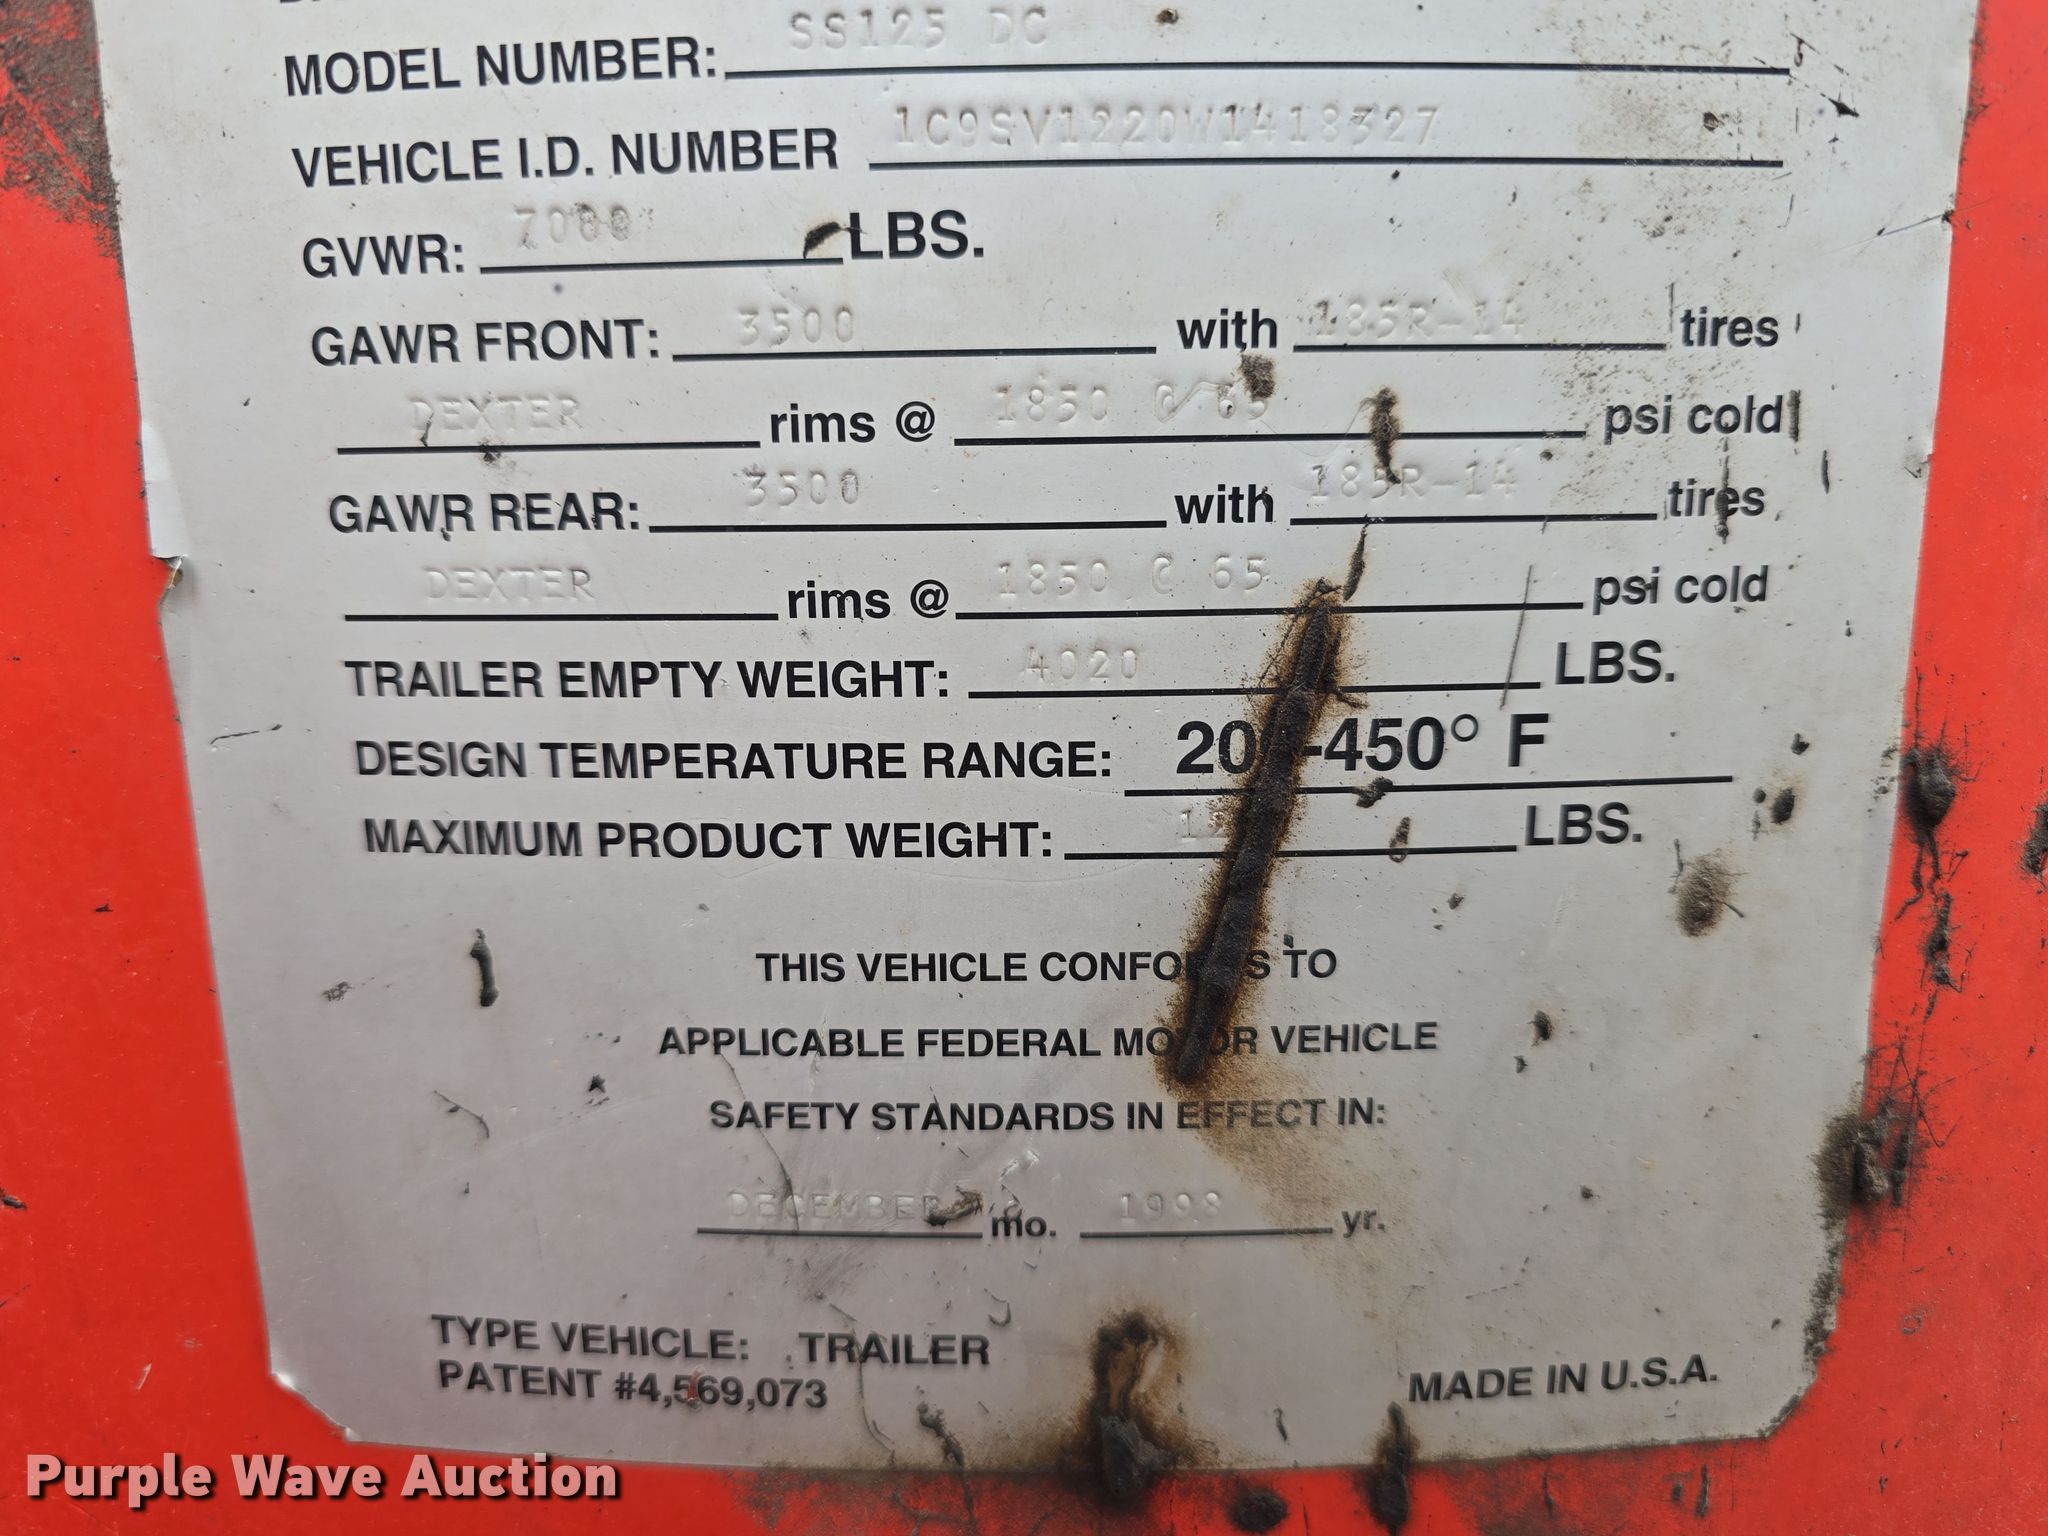 MODEL NUMBER: SS125 DC
VEHICLE I.D. NUMBER 1C9SV1220W1418327
GVWR: 7000 LBS.
GAWR FRONT: 3500 with 185R-14 tires
DEXTER rims @ 1850 @ 65 psi cold
GAWR REAR: 3500 with 185R-14 tires
DEXTER rims @ 1850 @ 65 psi cold
TRAILER EMPTY WEIGHT: 4020 LBS.
DESIGN TEMPERATURE RANGE: -450° F
MAXIMUM PRODUCT WEIGHT: LBS.
THIS VEHICLE CONFORMS TO
APPLICABLE FEDERAL MOTOR VEHICLE
SAFETY STANDARDS IN EFFECT IN:
DECEMBER mo. 1998 yr.
TYPE VEHICLE: TRAILER
PATENT #4,569,073
MADE IN U.S.A.
Purple Wave Auction